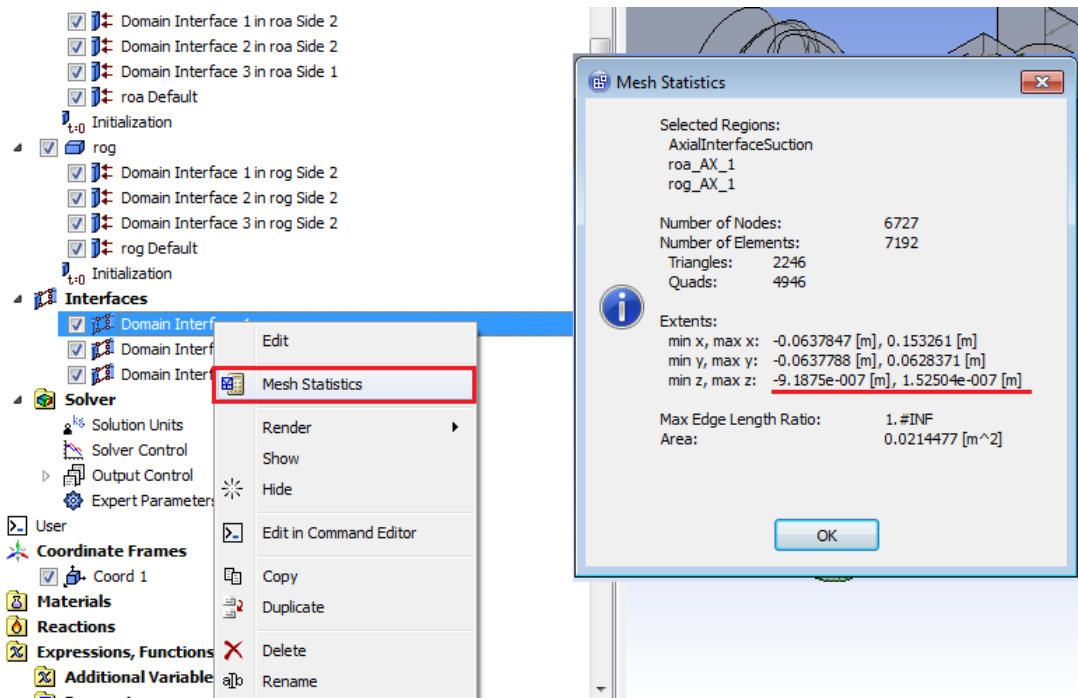 Domain Interface 1 in roa Side 2
Domain Interface 2 in roa Side 2
Domain Interface 3 in roa Side 1
roa Default
t=0 Initialization
rog
Domain Interface 1 in rog Side 2
Domain Interface 2 in rog Side 2
Domain Interface 3 in rog Side 2
rog Default
t=0 Initialization
Interfaces
Domain Interf
Domain Interf
Domain Interf
Solver
Solution Units
Solver Control
Output Control
Expert Parameters
User
Coordinate Frames
Coord 1
Materials
Reactions
Expressions, Functions
Additional Variable
Edit
Mesh Statistics
Render
Show
Hide
Edit in Command Editor
Copy
Duplicate
Delete
Rename
Mesh Statistics
Selected Regions:
AxialInterfaceSuction
roa_AX_1
rog_AX_1
Number of Nodes: 6727
Number of Elements: 7192
Triangles: 2246
Quads: 4946
Extents:
min x, max x: -0.0637847 [m], 0.153261 [m]
min y, max y: -0.0637788 [m], 0.0628371 [m]
min z, max z: -9.1875e-007 [m], 1.52504e-007 [m]
Max Edge Length Ratio: 1.#INF
Area: 0.0214477 [m^2]
OK